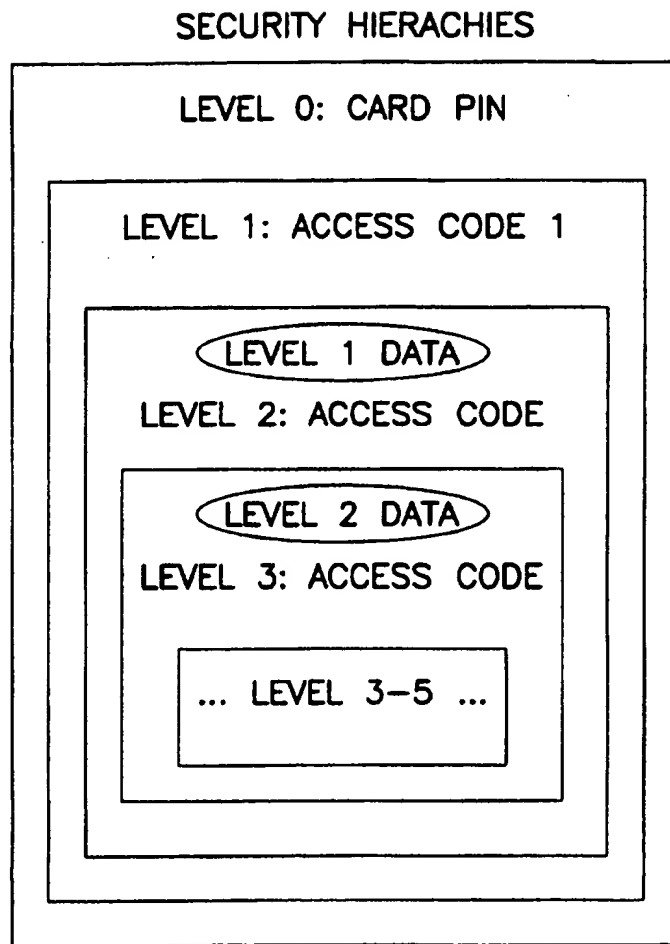 SECURITY HIERACHIES
LEVEL 0: CARD PIN
LEVEL 1: ACCESS CODE 1
LEVEL 1 DATA
LEVEL 2: ACCESS CODE
LEVEL 2 DATA
LEVEL 3: ACCESS CODE
... LEVEL 3-5 ...